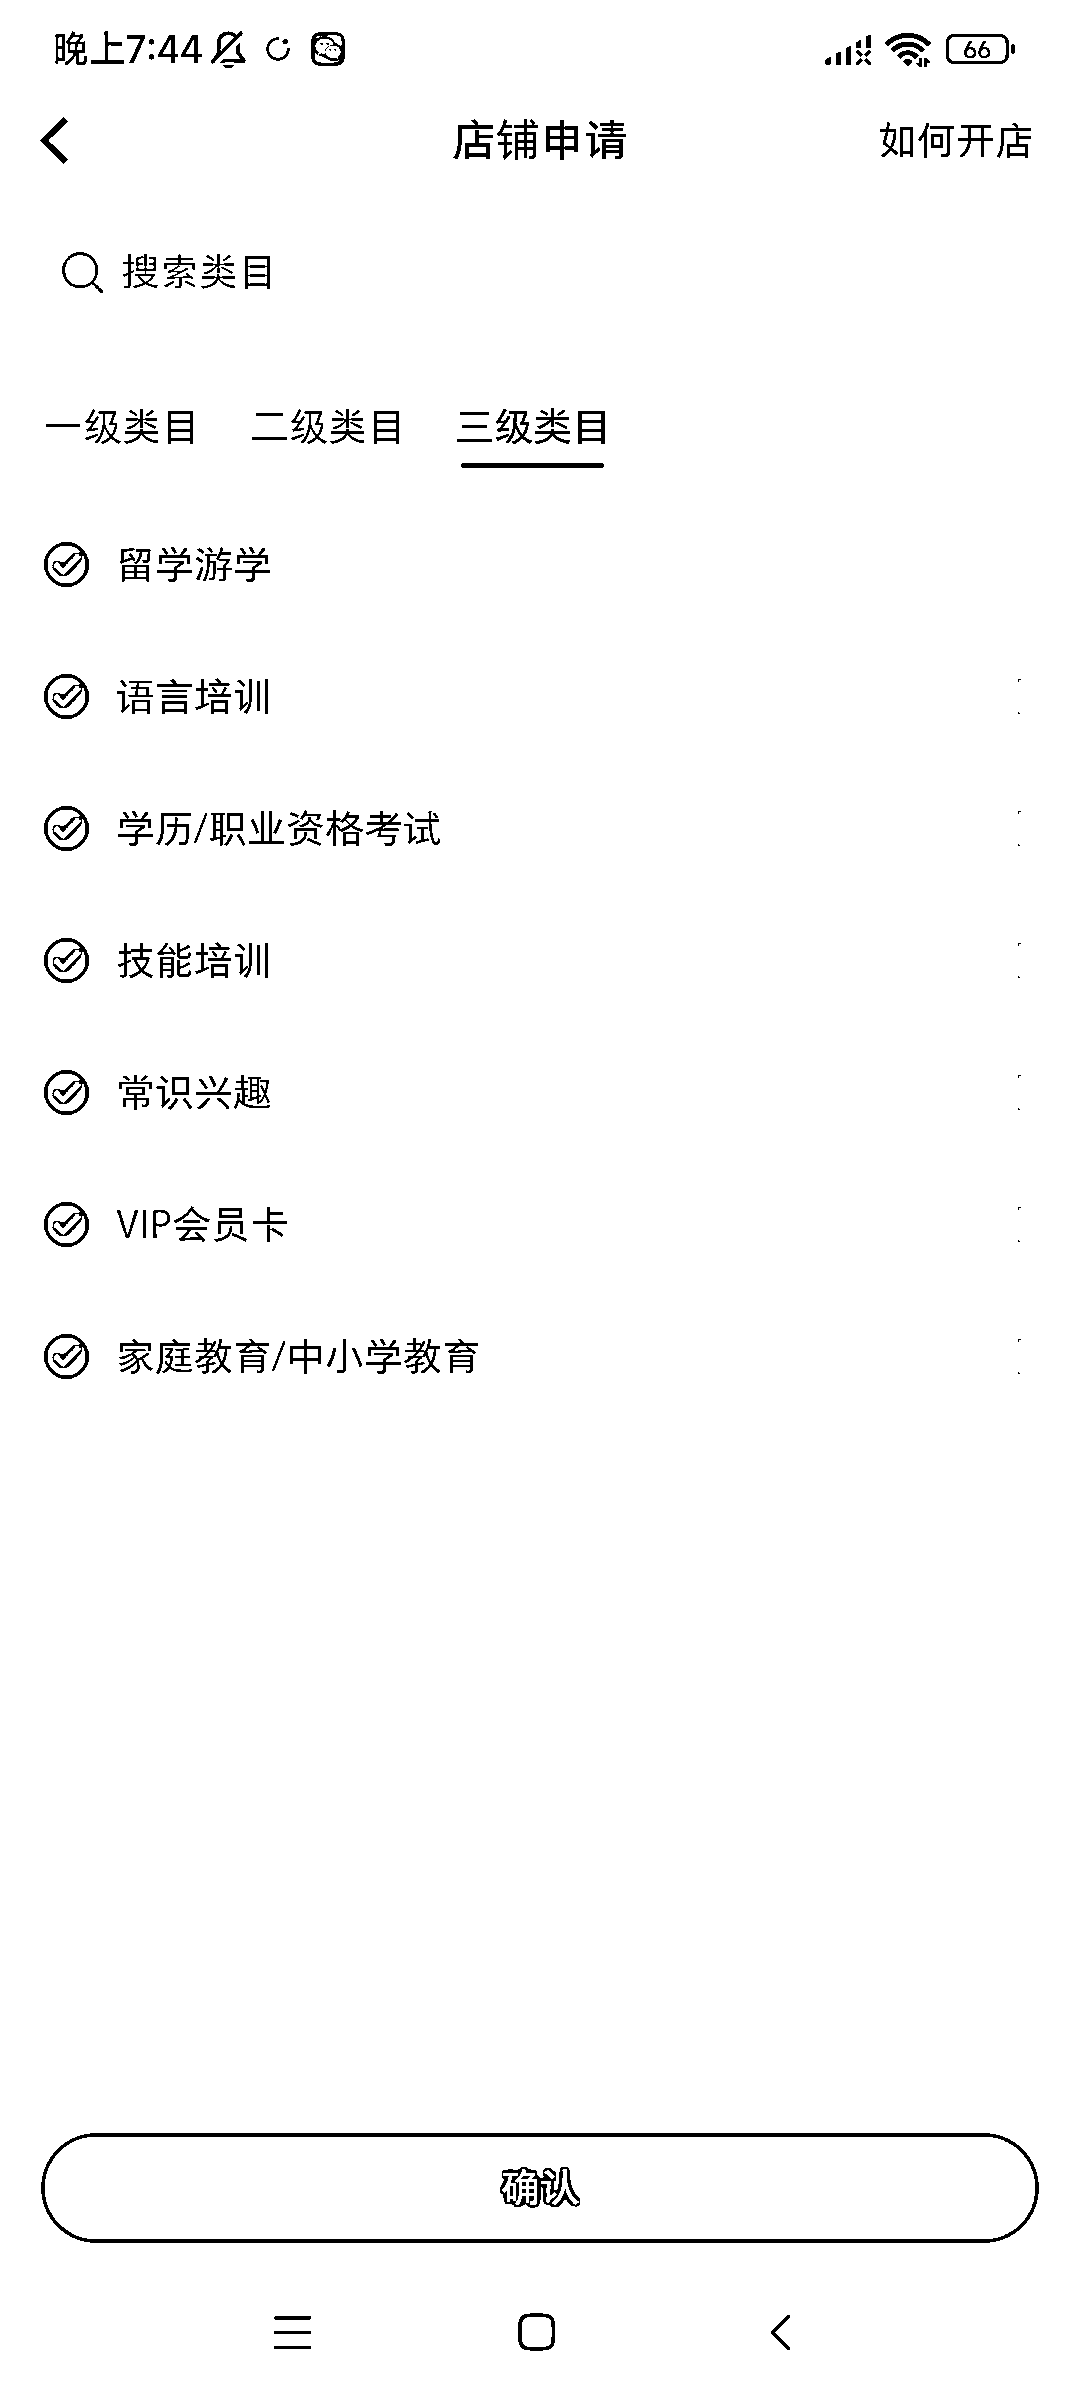 晚上7:44
66
店铺申请
如何开店
搜索类目
一级类目 二级类目 三级类目
留学游学
语言培训
学历/职业资格考试
技能培训
常识兴趣
VIP会员卡
家庭教育/中小学教育
确认